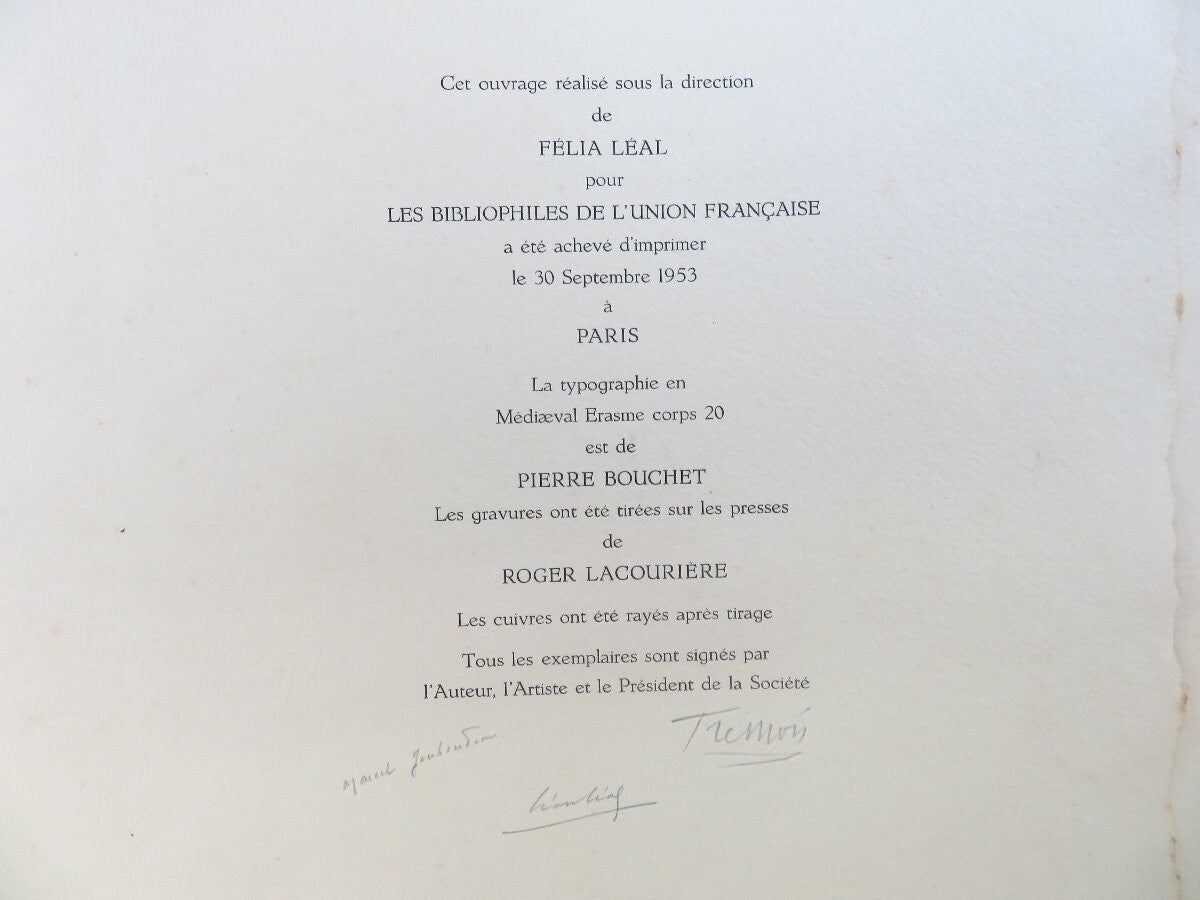 Cet ouvrage réalisé sous la direction
de
FÉLIA LÉAL
pour
LES BIBLIOPHILES DE L'UNION FRANÇAISE
a été achevé d'imprimer
le 30 Septembre 1953
à
PARIS
La typographie en
Médiæval Erasme corps 20
est de
PIERRE BOUCHET
Les gravures ont été tirées sur les presses
de
ROGER LACOURIÈRE
Les cuivres ont été rayés après tirage
Tous les exemplaires sont signés par
l'Auteur, l'Artiste et le Président de la Société
Trémois
Marcel Jouhandeau